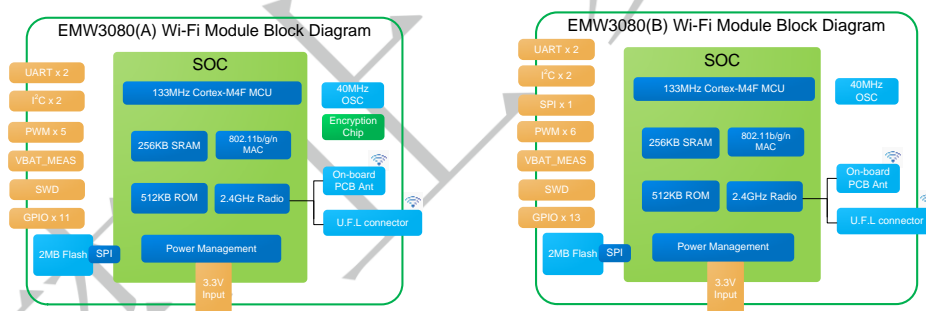 EMW3080(A) Wi-Fi Module Block Diagram
SOC
UART x 2
I²C x 2
PWM x 5
VBAT_MEAS
SWD
GPIO x 11
2MB Flash
SPI
133MHz Cortex-M4F MCU
256KB SRAM
802.11b/g/n
MAC
512KB ROM
2.4GHz Radio
Power Management
3.3V
Input
40MHz
OSC
Encryption
Chip
On-board
PCB Ant
U.F.L connector
EMW3080(B) Wi-Fi Module Block Diagram
SOC
UART x 2
I²C x 2
SPI x 1
PWM x 6
VBAT_MEAS
SWD
GPIO x 13
2MB Flash
SPI
133MHz Cortex-M4F MCU
256KB SRAM
802.11b/g/n
MAC
512KB ROM
2.4GHz Radio
Power Management
3.3V
Input
40MHz
OSC
On-board
PCB Ant
U.F.L connector